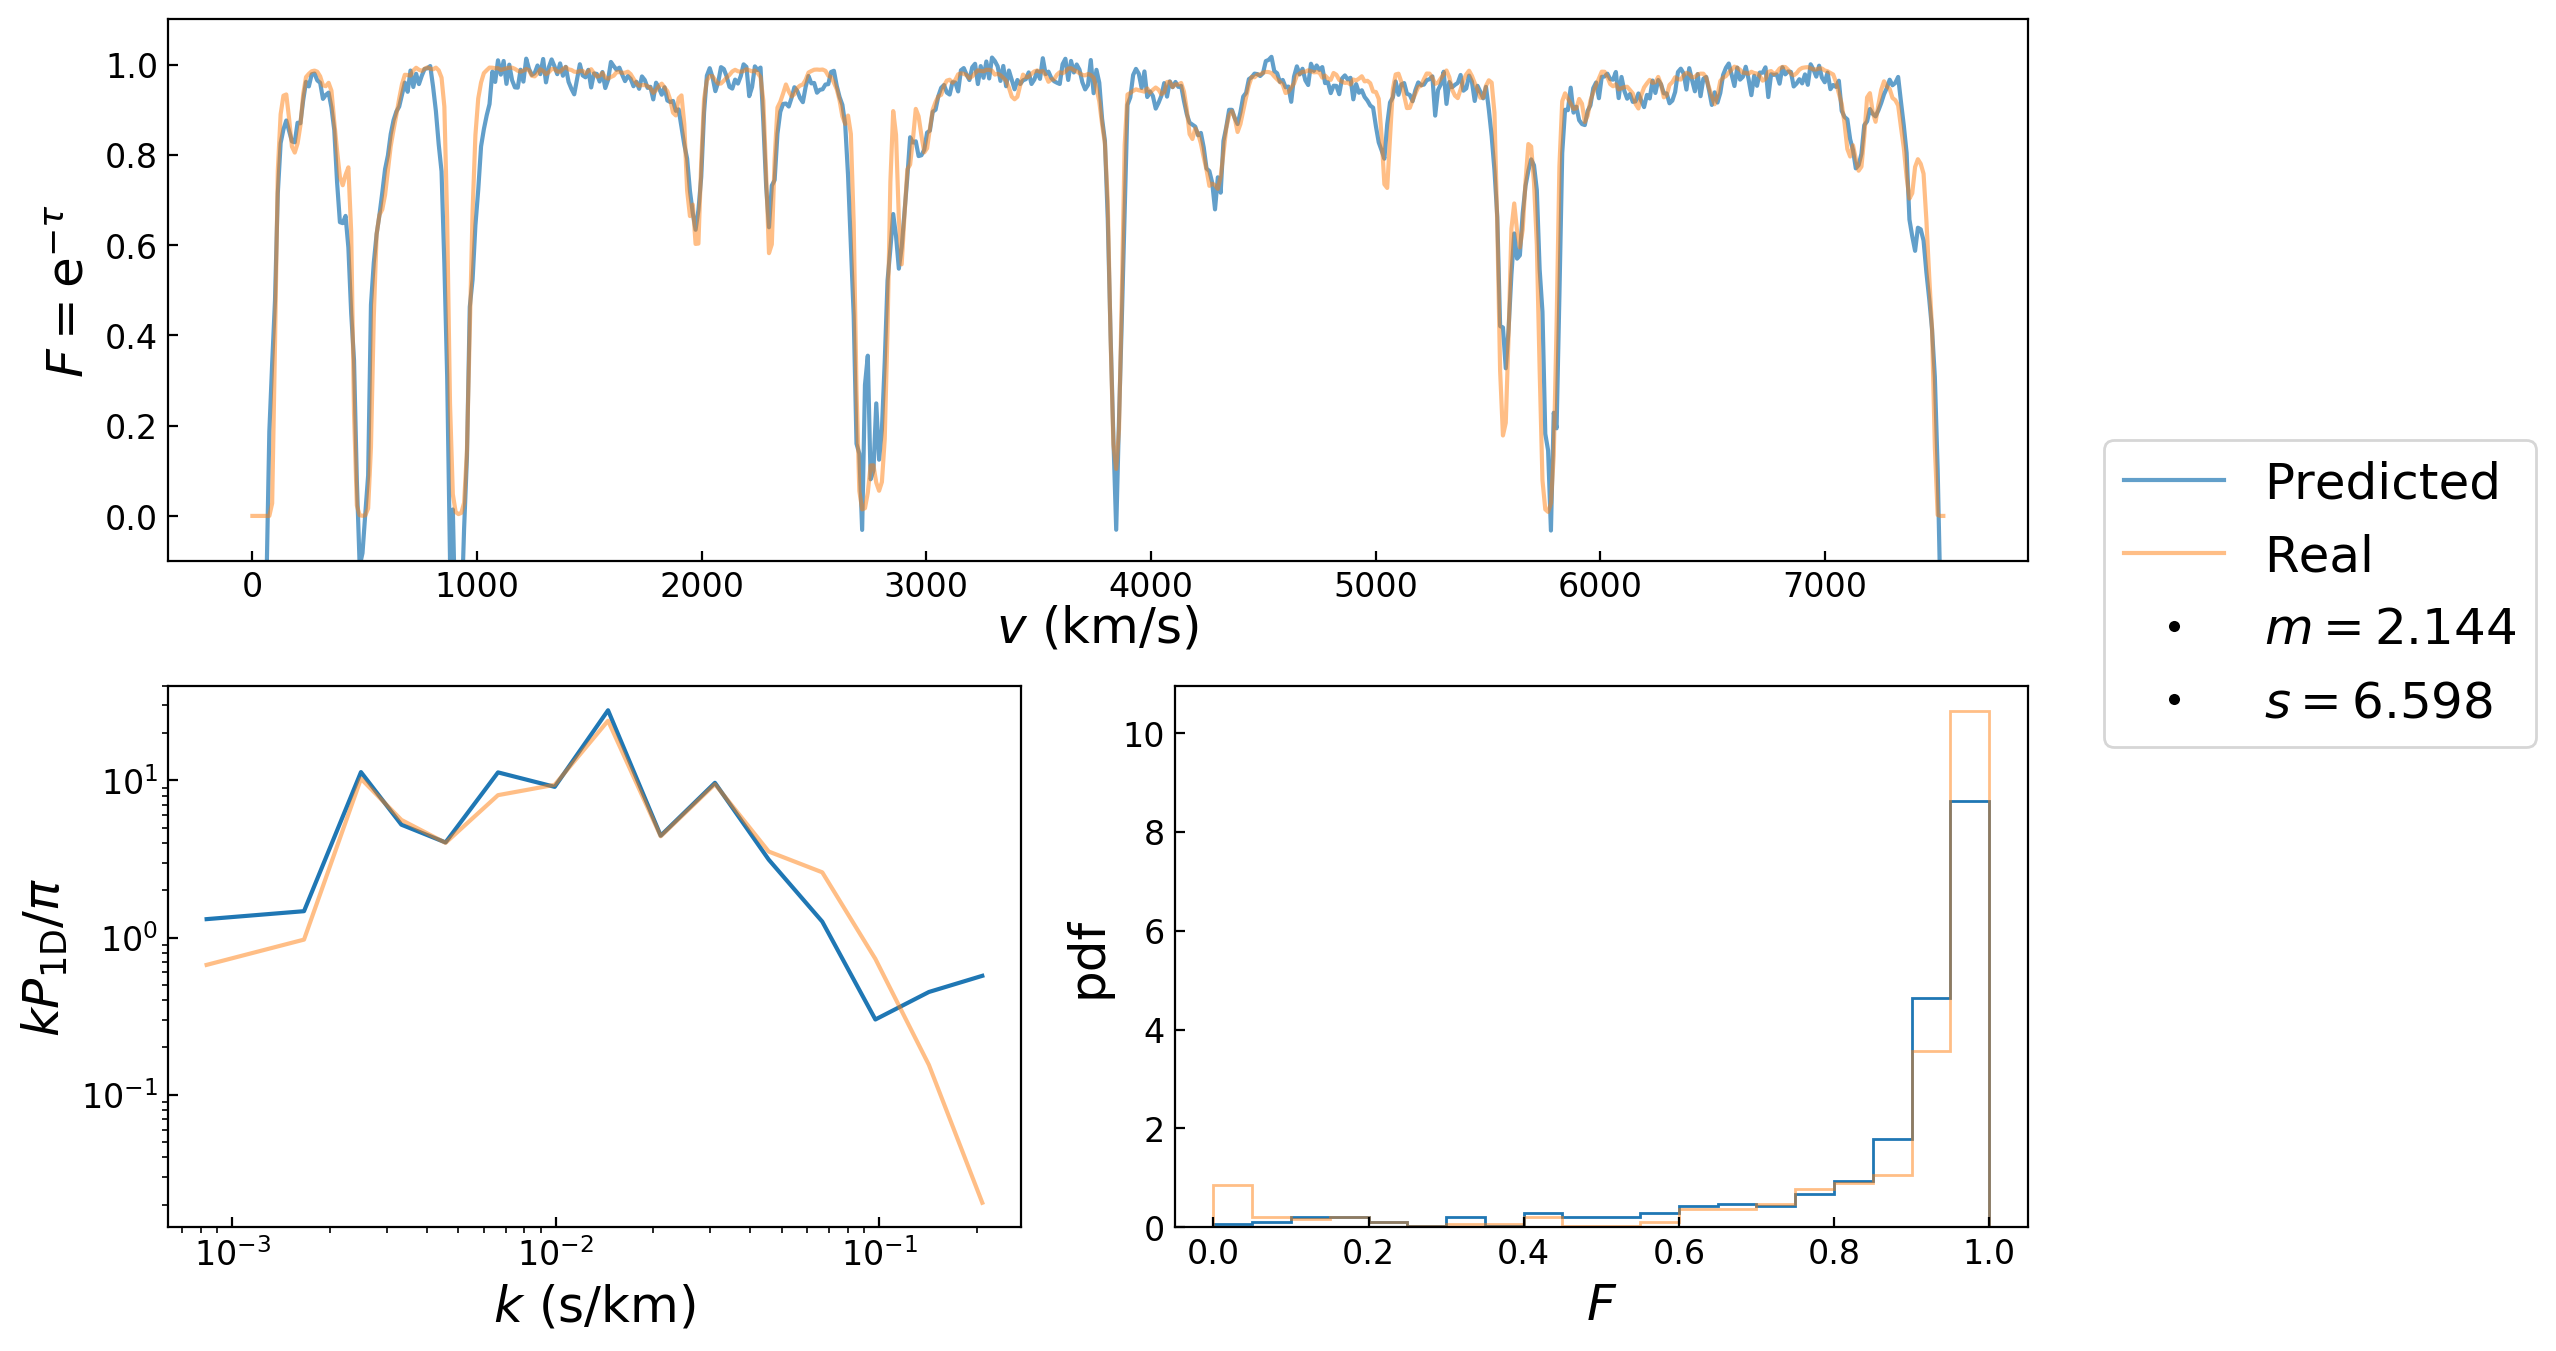 F = e^{-τ}
1.0
0.8
0.6
0.4
0.2
0.0
0 1000 2000 3000 4000 5000 6000 7000
v (km/s)
Predicted
Real
m = 2.144
s = 6.598
kP_{1D}/π
10^1
10^0
10^{-1}
10^{-3} 10^{-2} 10^{-1}
k (s/km)
pdf
10
8
6
4
2
0
0.0 0.2 0.4 0.6 0.8 1.0
F